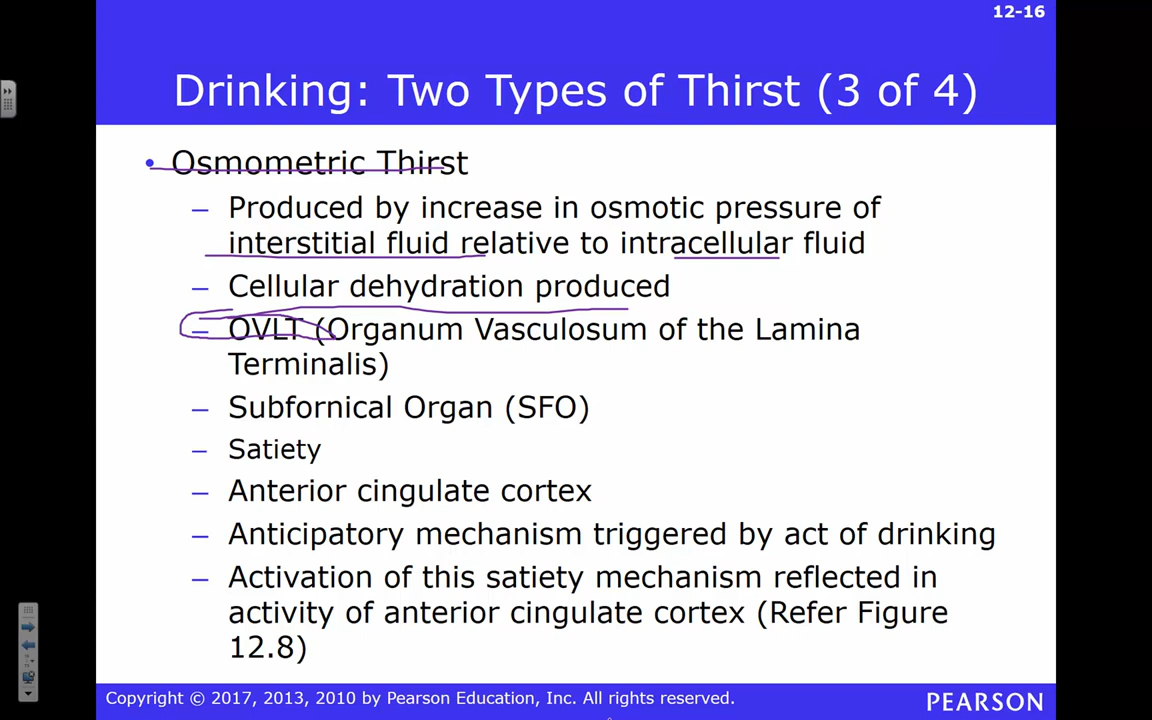 12-16
Drinking: Two Types of Thirst (3 of 4)
• Osmometric Thirst
– Produced by increase in osmotic pressure of
interstitial fluid relative to intracellular fluid
– Cellular dehydration produced
– OVLT (Organum Vasculosum of the Lamina
Terminalis)
– Subfornical Organ (SFO)
– Satiety
– Anterior cingulate cortex
– Anticipatory mechanism triggered by act of drinking
– Activation of this satiety mechanism reflected in
activity of anterior cingulate cortex (Refer Figure
12.8)
Copyright © 2017, 2013, 2010 by Pearson Education, Inc. All rights reserved.
PEARSON